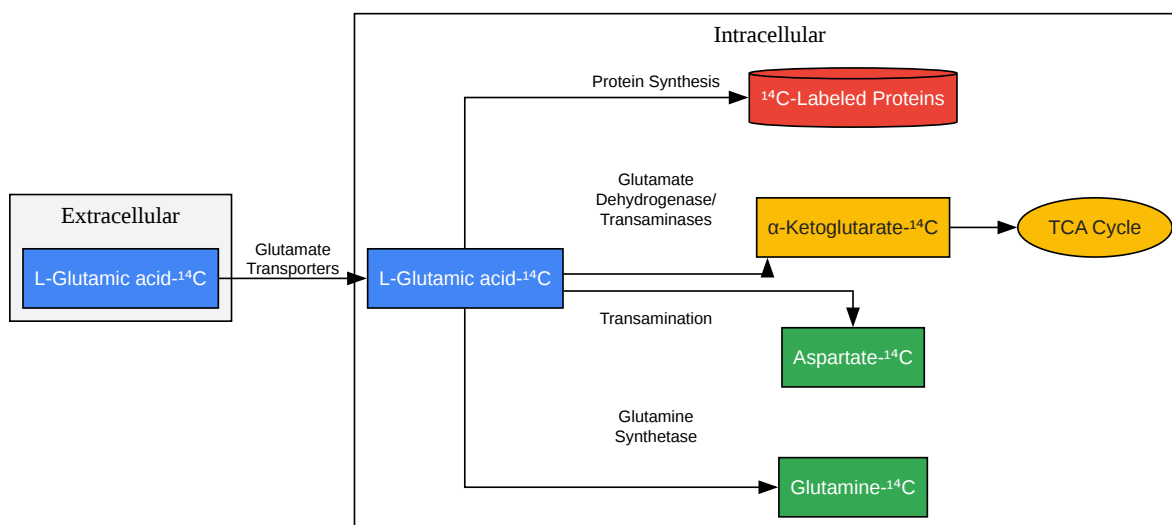 Intracellular
Protein Synthesis
¹⁴C-Labeled Proteins
Glutamate
Dehydrogenase/
Transaminases
α-Ketoglutarate-¹⁴C
TCA Cycle
Extracellular
L-Glutamic acid-¹⁴C
Glutamate
Transporters
L-Glutamic acid-¹⁴C
Transamination
Aspartate-¹⁴C
Glutamine
Synthetase
Glutamine-¹⁴C